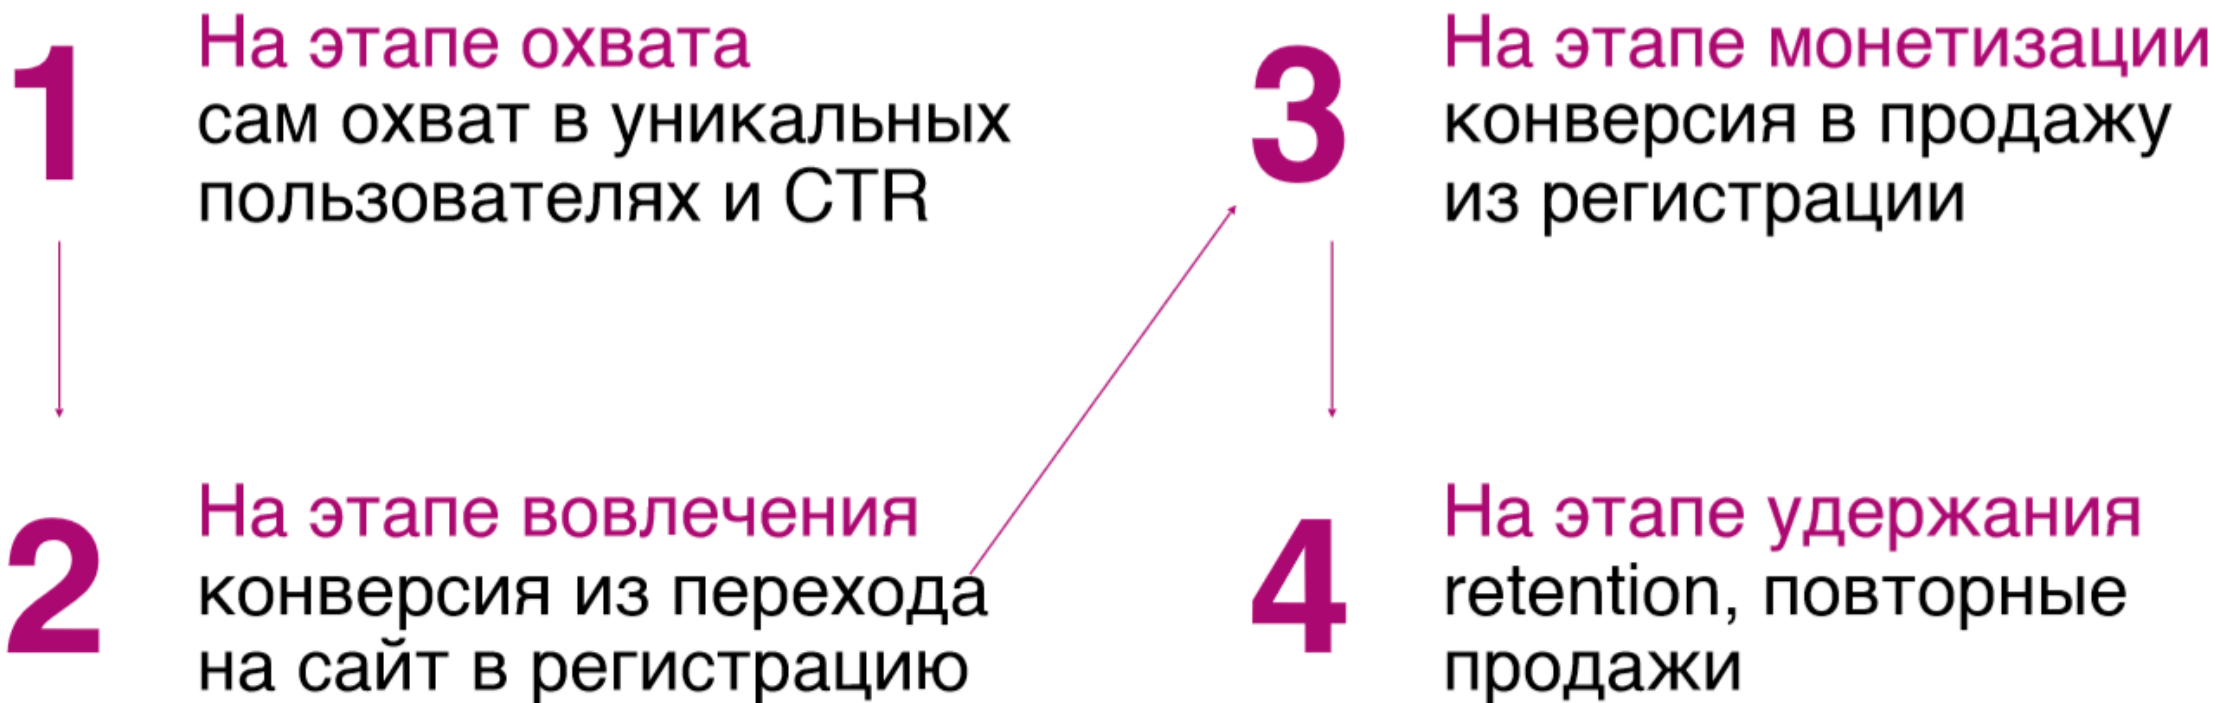 1
На этапе охвата
сам охват в уникальных
пользователях и CTR
2
На этапе вовлечения
конверсия из перехода
на сайт в регистрацию
3
На этапе монетизации
конверсия в продажу
из регистрации
4
На этапе удержания
retention, повторные
продажи